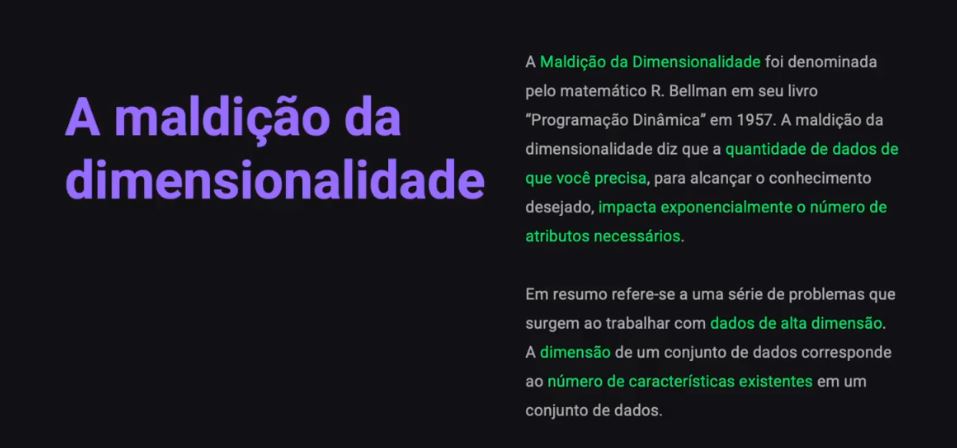 A maldição da
dimensionalidade
A Maldição da Dimensionalidade foi denominada
pelo matemático R. Bellman em seu livro
“Programação Dinâmica” em 1957. A maldição da
dimensionalidade diz que a quantidade de dados de
que você precisa, para alcançar o conhecimento
desejado, impacta exponencialmente o número de
atributos necessários.
Em resumo refere-se a uma série de problemas que
surgem ao trabalhar com dados de alta dimensão.
A dimensão de um conjunto de dados corresponde
ao número de características existentes em um
conjunto de dados.